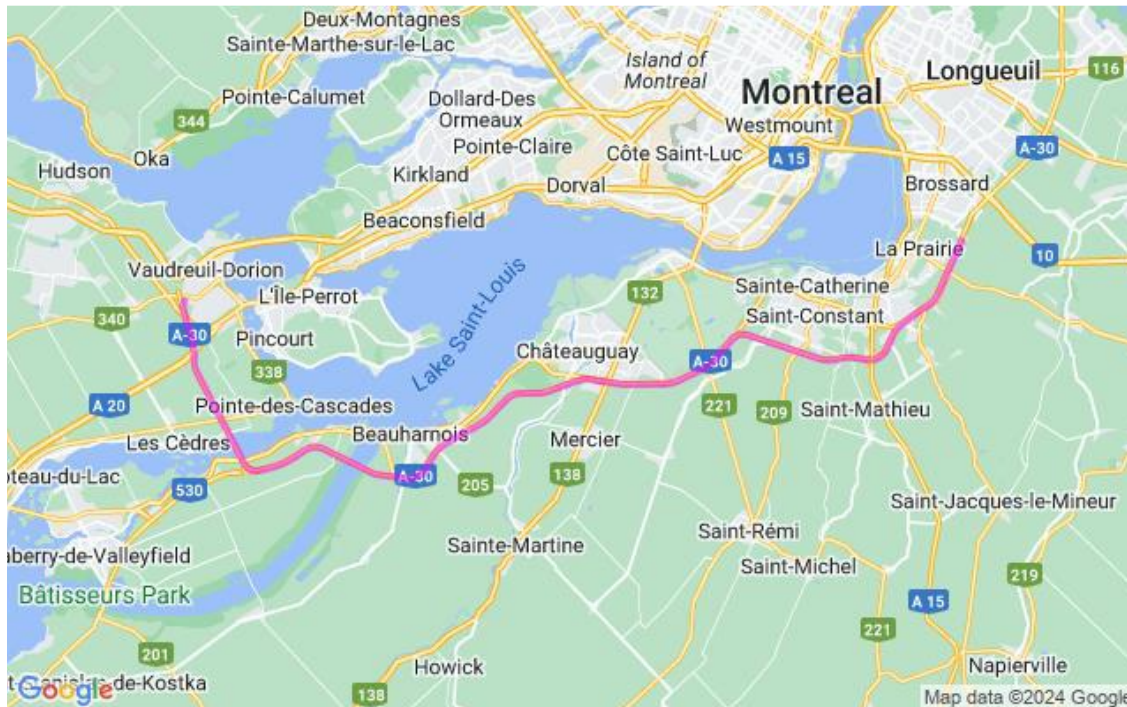 Deux-Montagnes
Sainte-Marthe-sur-le-Lac
Island of
Montreal
Longueuil
116
Pointe-Calumet
Dollard-Des
Ormeaux
Montreal
344
Westmount
Oka
Pointe-Claire
Côte Saint-Luc
A 15
A-30
Hudson
Kirkland
Dorval
Brossard
Beaconsfield
La Prairie
10
Vaudreuil-Dorion
L'Île-Perrot
132
Sainte-Catherine
Saint-Constant
340
A-30
Pincourt
Lake Saint-Louis
Châteauguay
A-30
338
A 20
Pointe-des-Cascades
221
209
Saint-Mathieu
Les Cèdres
Beauharnois
Mercier
oteau-du-Lac
530
A-30
205
138
Saint-Jacques-le-Mineur
aberry-de-Valleyfield
Sainte-Martine
Saint-Rémi
Saint-Michel
219
Bâtisseurs Park
A 15
221
201
Howick
Napierville
de-Kostka
138
Google
Map data ©2024 Google